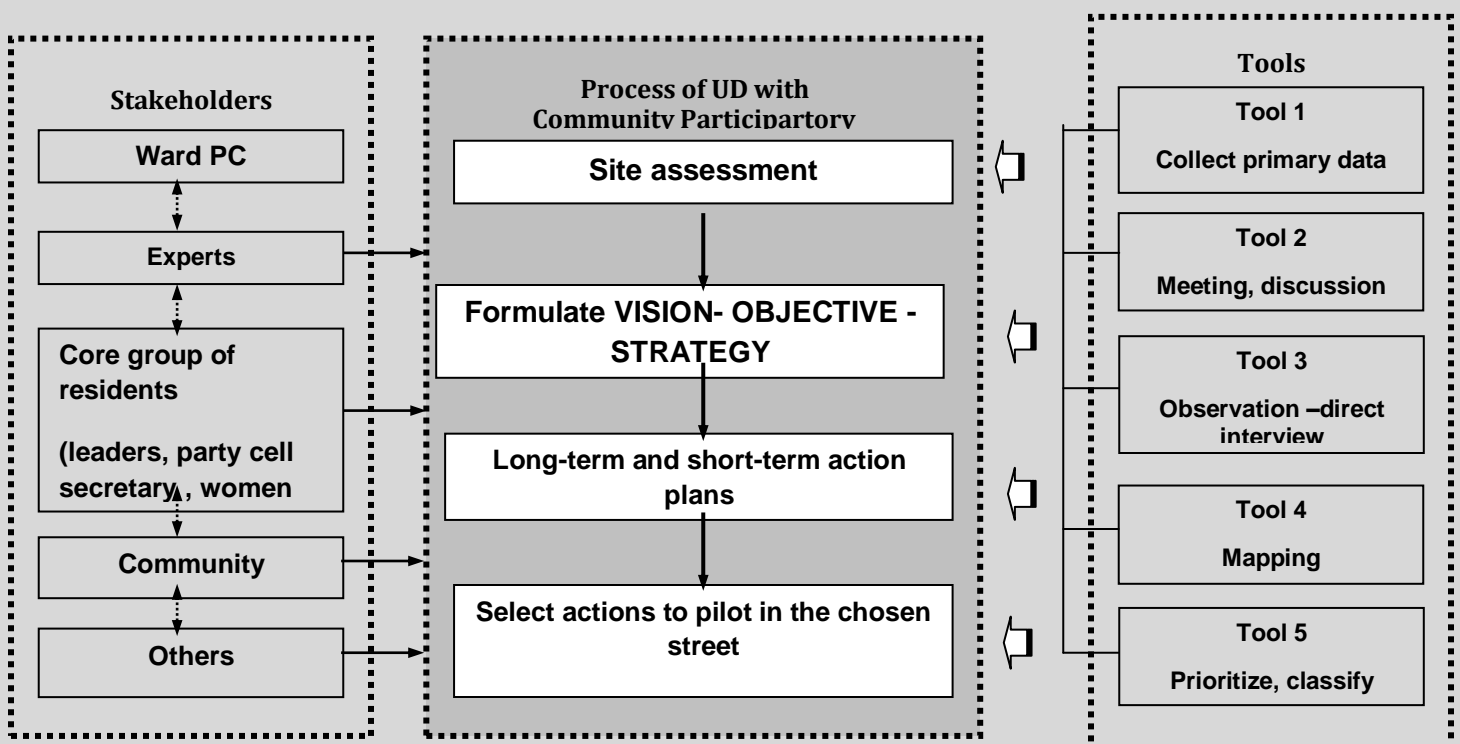 Stakeholders
Ward PC
Experts
Core group of
residents
(leaders, party cell
secretary , women
Community
Others
Process of UD with
Community Participartory
Site assessment
Formulate VISION- OBJECTIVE -
STRATEGY
Long-term and short-term action
plans
Select actions to pilot in the chosen
street
Tools
Tool 1
Collect primary data
Tool 2
Meeting, discussion
Tool 3
Observation –direct
interview
Tool 4
Mapping
Tool 5
Prioritize, classify